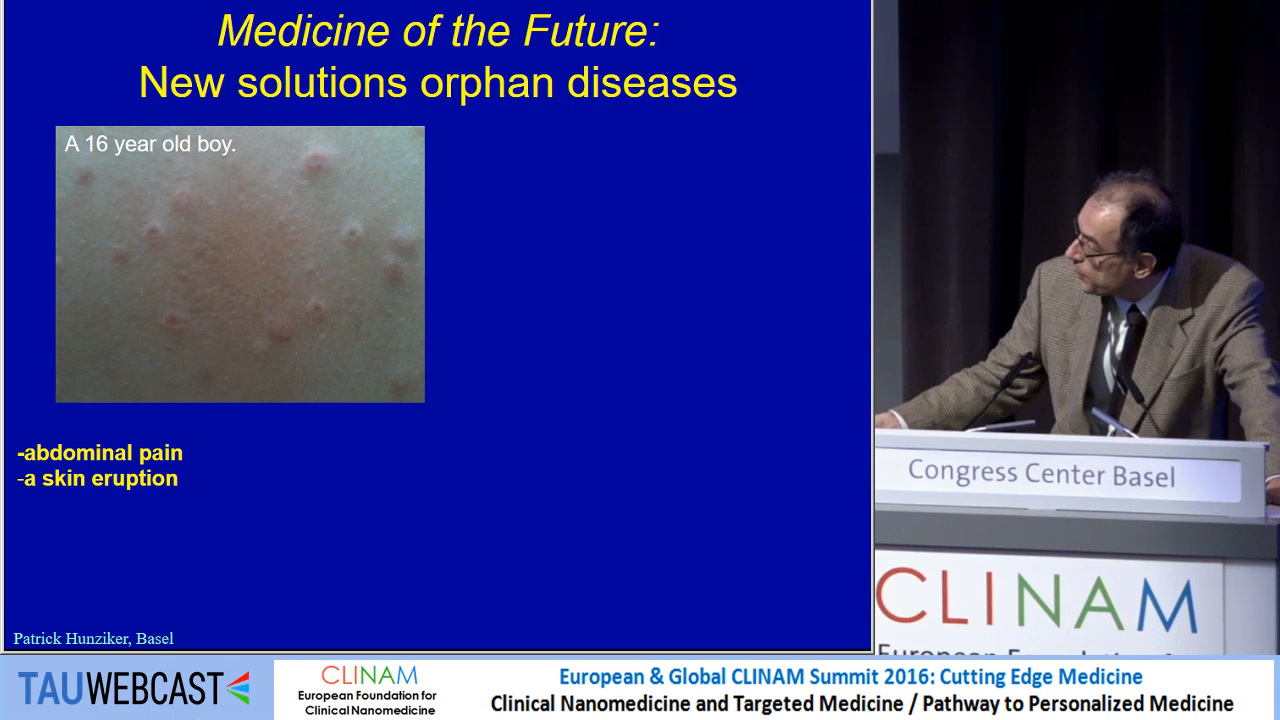 Medicine of the Future:
New solutions orphan diseases
A 16 year old boy.
-abdominal pain
-a skin eruption
Patrick Hunziker, Basel
Congress Center Basel
CLINAM
TAUWEBCAST
CLINAM
European Foundation for
Clinical Nanomedicine
European & Global CLINAM Summit 2016: Cutting Edge Medicine
Clinical Nanomedicine and Targeted Medicine / Pathway to Personalized Medicine